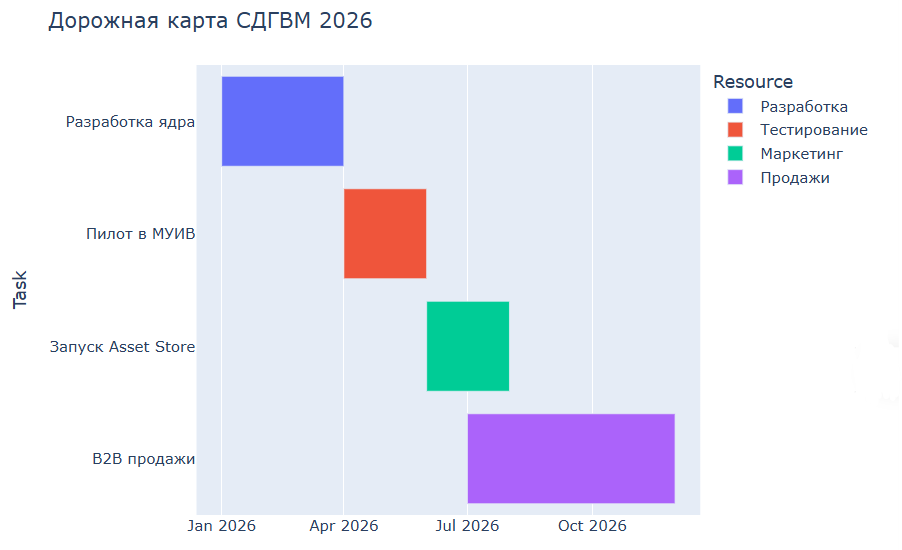 Дорожная карта СДГВМ 2026
Resource
Разработка
Тестирование
Маркетинг
Продажи
Task
Разработка ядра
Пилот в МУИВ
Запуск Asset Store
B2B продажи
Jan 2026
Apr 2026
Jul 2026
Oct 2026